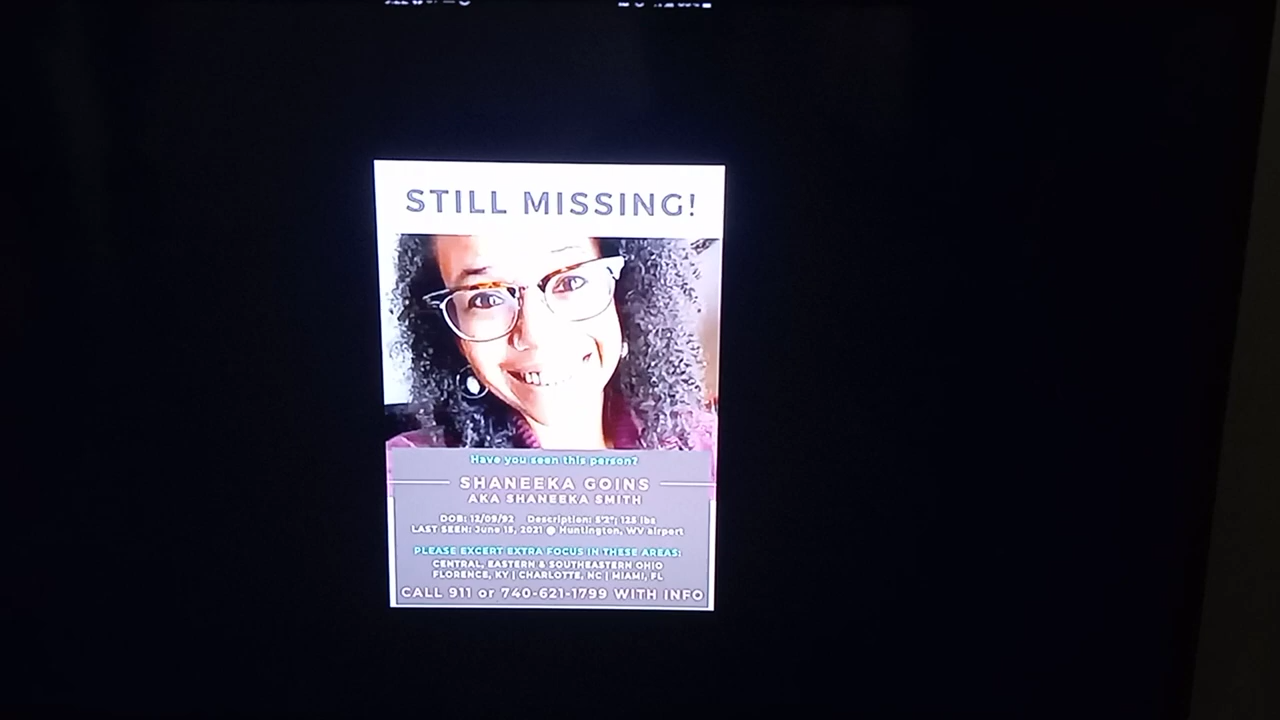 STILL MISSING!
Have you seen this person?
SHANEEKA GOINS
AKA SHANEEKA SMITH
DOB: 12/09/92 Description: 5'2"; 125 lbs
LAST SEEN: June 15, 2021 @ Huntington, WV airport
PLEASE EXCERT EXTRA FOCUS IN THESE AREAS:
CENTRAL, EASTERN & SOUTHEASTERN OHIO
FLORENCE, KY | CHARLOTTE, NC | MIAMI, FL
CALL 911 or 740-621-1799 WITH INFO